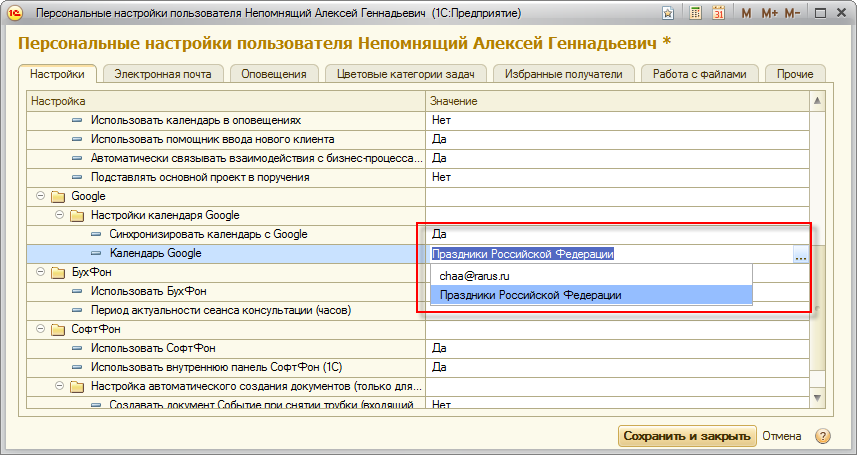 Персональные настройки пользователя Непомнящий Алексей Геннадьевич (1С:Предприятие)
M M+ M-
Персональные настройки пользователя Непомнящий Алексей Геннадьевич *
Настройки Электронная почта Оповещения Цветовые категории задач Избранные получатели Работа с файлами Прочие
Настройка Значение
Использовать календарь в оповещениях Нет
Использовать помощник ввода нового клиента Да
Автоматически связывать взаимодействия с бизнес-процесса... Да
Подставлять основной проект в поручения Нет
Google
Настройки календаря Google
Синхронизировать календарь с Google Да
Календарь Google Праздники Российской Федерации ...
chaa@rarus.ru
Праздники Российской Федерации
БухФон
Использовать БухФон
Период актуальности сеанса консультации (часов)
СофтФон
Использовать СофтФон Да
Использовать внутреннюю панель СофтФон (1С) Да
Настройка автоматического создания документов (только для...
Создавать документ Событие при снятии трубки (входящий Нет
Сохранить и закрыть Отмена ?